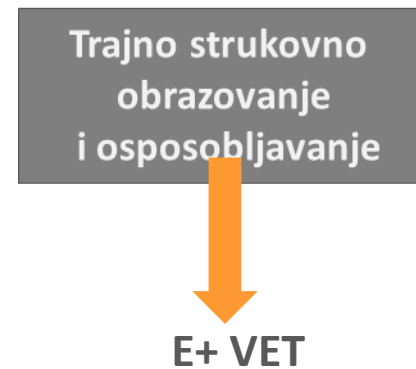 Trajno strukovno
obrazovanje
i osposobljavanje
E+ VET